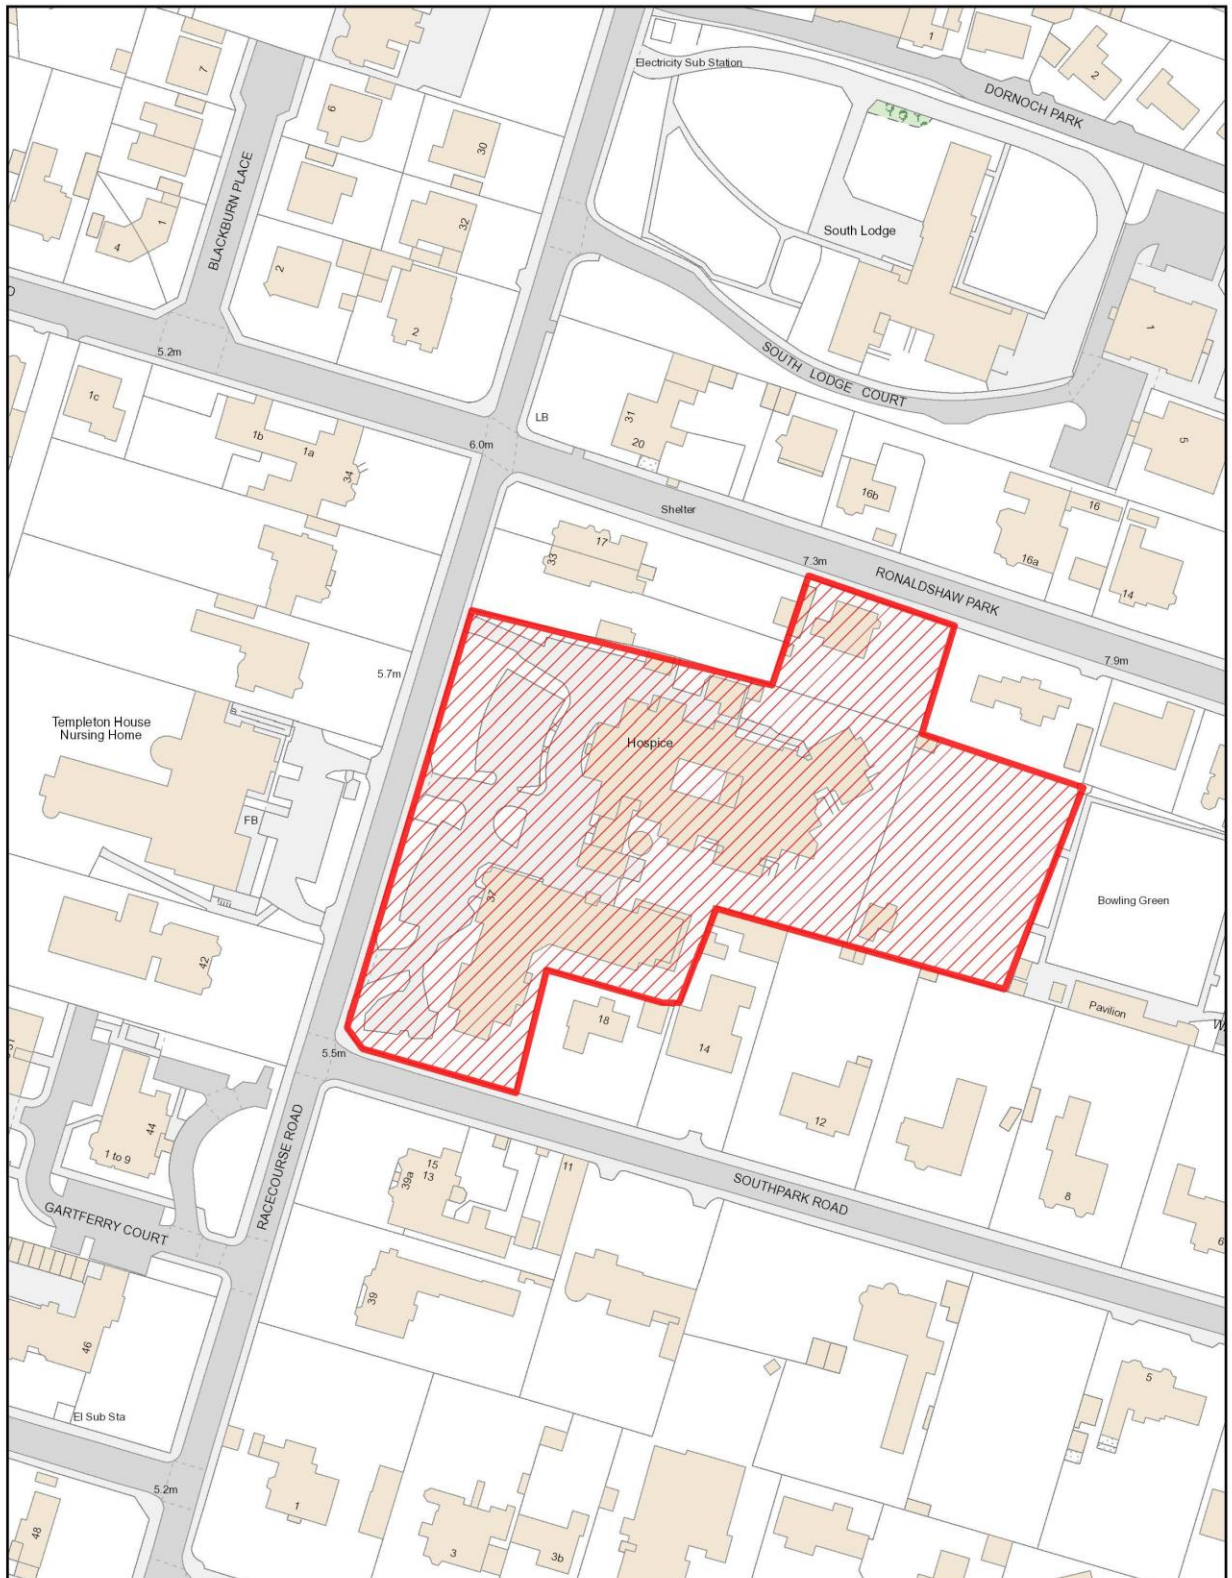 1
2
7
Electricity Sub Station
DORNOCH PARK
6
30
BLACKBURN PLACE
32
1
4
2
2
South Lodge
1
5.2m
SOUTH LODGE COURT
1c
1b
1a
34
6.0m
LB
31
20
5
16b
16
16a
14
Shelter
17
33
7.3m
RONALDSHAW PARK
7.9m
5.7m
Templeton House
Nursing Home
Hospice
FB
37
Bowling Green
42
Pavilion
18
14
12
8
6
5.5m
44
1 to 9
RACECOURSE ROAD
GARTFERRY COURT
15
13
39a
11
SOUTHPARK ROAD
39
46
5
El Sub Sta
5.2m
48
1
3
3b